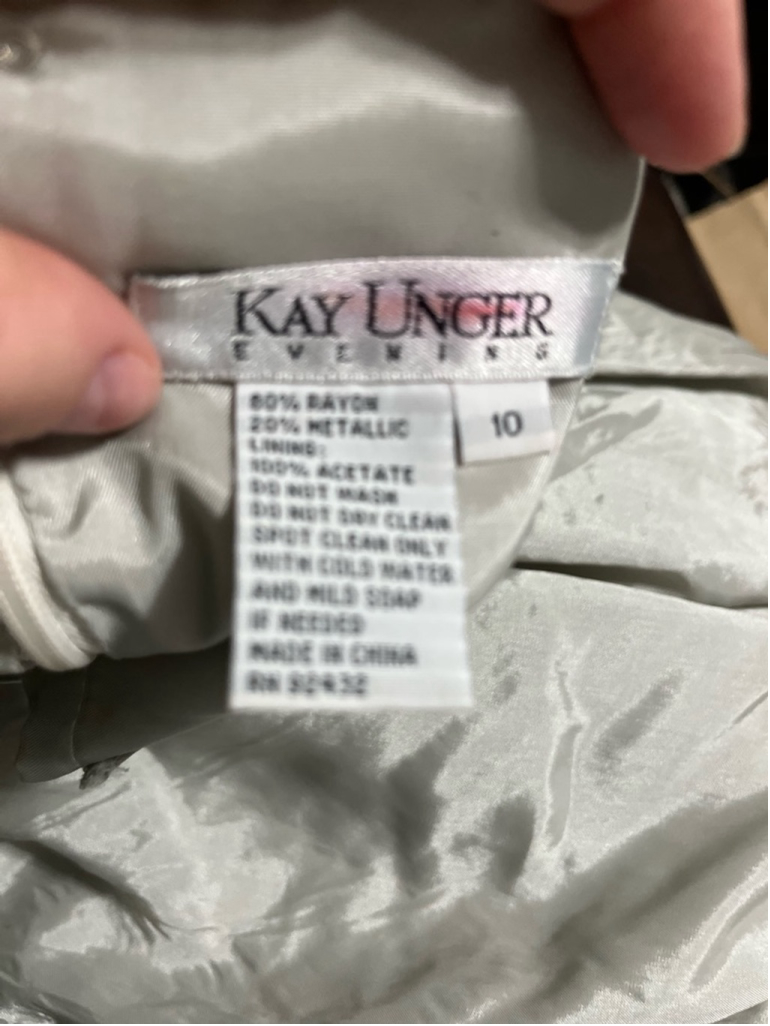 KAY UNGER
EVENING
10
80% RAYON
20% METALLIC
LINING:
100% ACETATE
DO NOT WASH
DO NOT DRY CLEAN
SPOT CLEAN ONLY
WITH COLD WATER
AND MILD SOAP
IF NEEDED
MADE IN CHINA
RN 92432